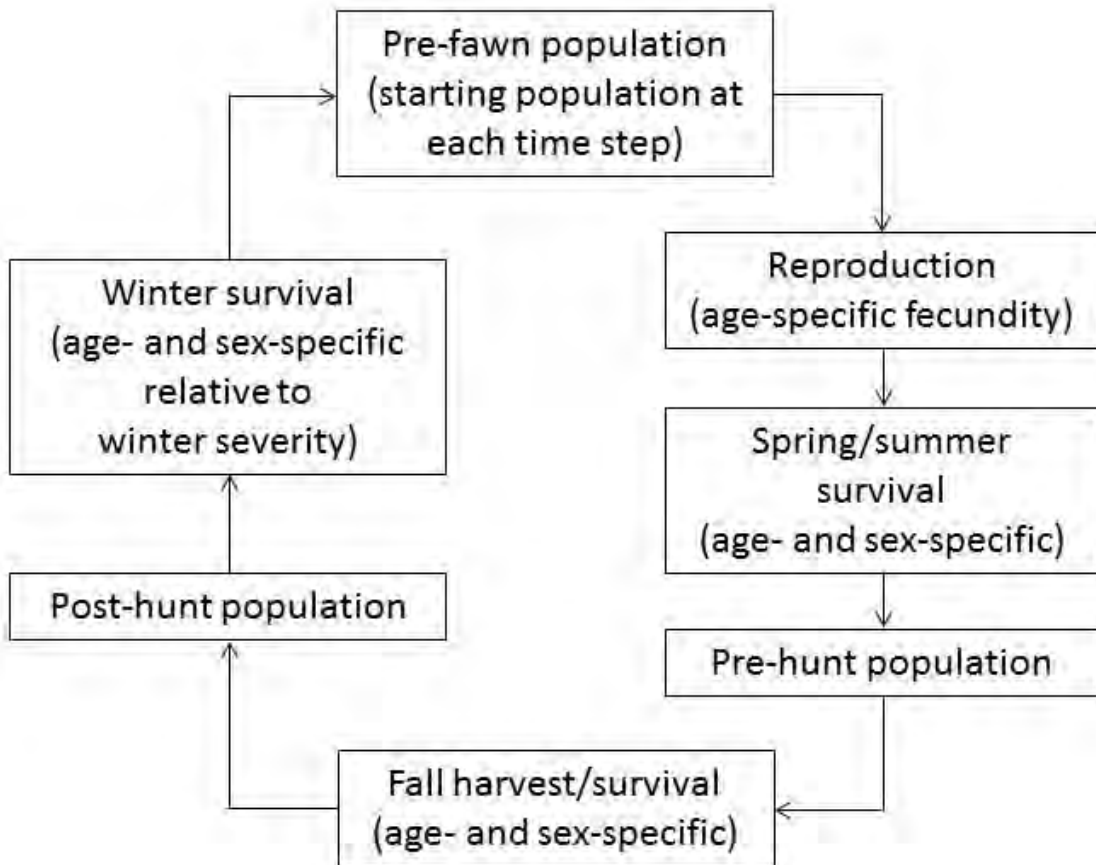 Pre-fawn population
(starting population at
each time step)
Reproduction
(age-specific fecundity)
Spring/summer
survival
(age- and sex-specific)
Pre-hunt population
Fall harvest/survival
(age- and sex-specific)
Post-hunt population
Winter survival
(age- and sex-specific
relative to
winter severity)